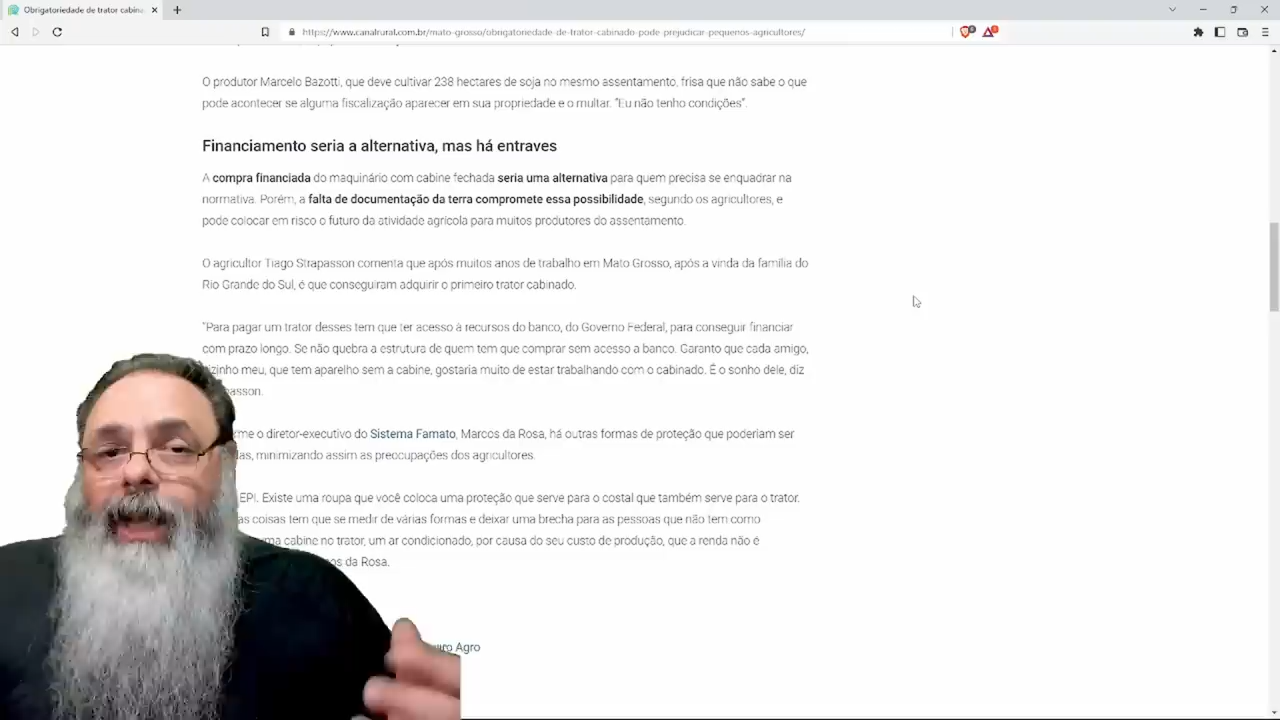 Obrigatoriedade de trator cabina
https://www.canalrural.com.br/mato-grosso/obrigatoriedade-de-trator-cabinado-pode-prejudicar-pequenos-agricultores/
O produtor Marcelo Bazotti, que deve cultivar 238 hectares de soja no mesmo assentamento, frisa que não sabe o que
pode acontecer se alguma fiscalização aparecer em sua propriedade e o multar. "Eu não tenho condições".
Financiamento seria a alternativa, mas há entraves
A compra financiada do maquinário com cabine fechada seria uma alternativa para quem precisa se enquadrar na
normativa. Porém, a falta de documentação da terra compromete essa possibilidade, segundo os agricultores, e
pode colocar em risco o futuro da atividade agrícola para muitos produtores do assentamento.
O agricultor Tiago Strapasson comenta que após muitos anos de trabalho em Mato Grosso, após a vinda da família do
Rio Grande do Sul, é que conseguiram adquirir o primeiro trator cabinado.
"Para pagar um trator desses tem que ter acesso à recursos do banco, do Governo Federal, para conseguir financiar
com prazo longo. Se não quebra a estrutura de quem tem que comprar sem acesso a banco. Garanto que cada amigo,
izinho meu, que tem aparelho sem a cabine, gostaria muito de estar trabalhando com o cabinado. É o sonho dele, diz
passon.
rme o diretor-executivo do Sistema Famato, Marcos da Rosa, há outras formas de proteção que poderiam ser
das, minimizando assim as preocupações dos agricultores.
EPI. Existe uma roupa que você coloca uma proteção que serve para o costal que também serve para o trator.
as coisas tem que se medir de várias formas e deixar uma brecha para as pessoas que não tem como
ma cabine no trator, um ar condicionado, por causa do seu custo de produção, que a renda não é
os da Rosa.
Agro